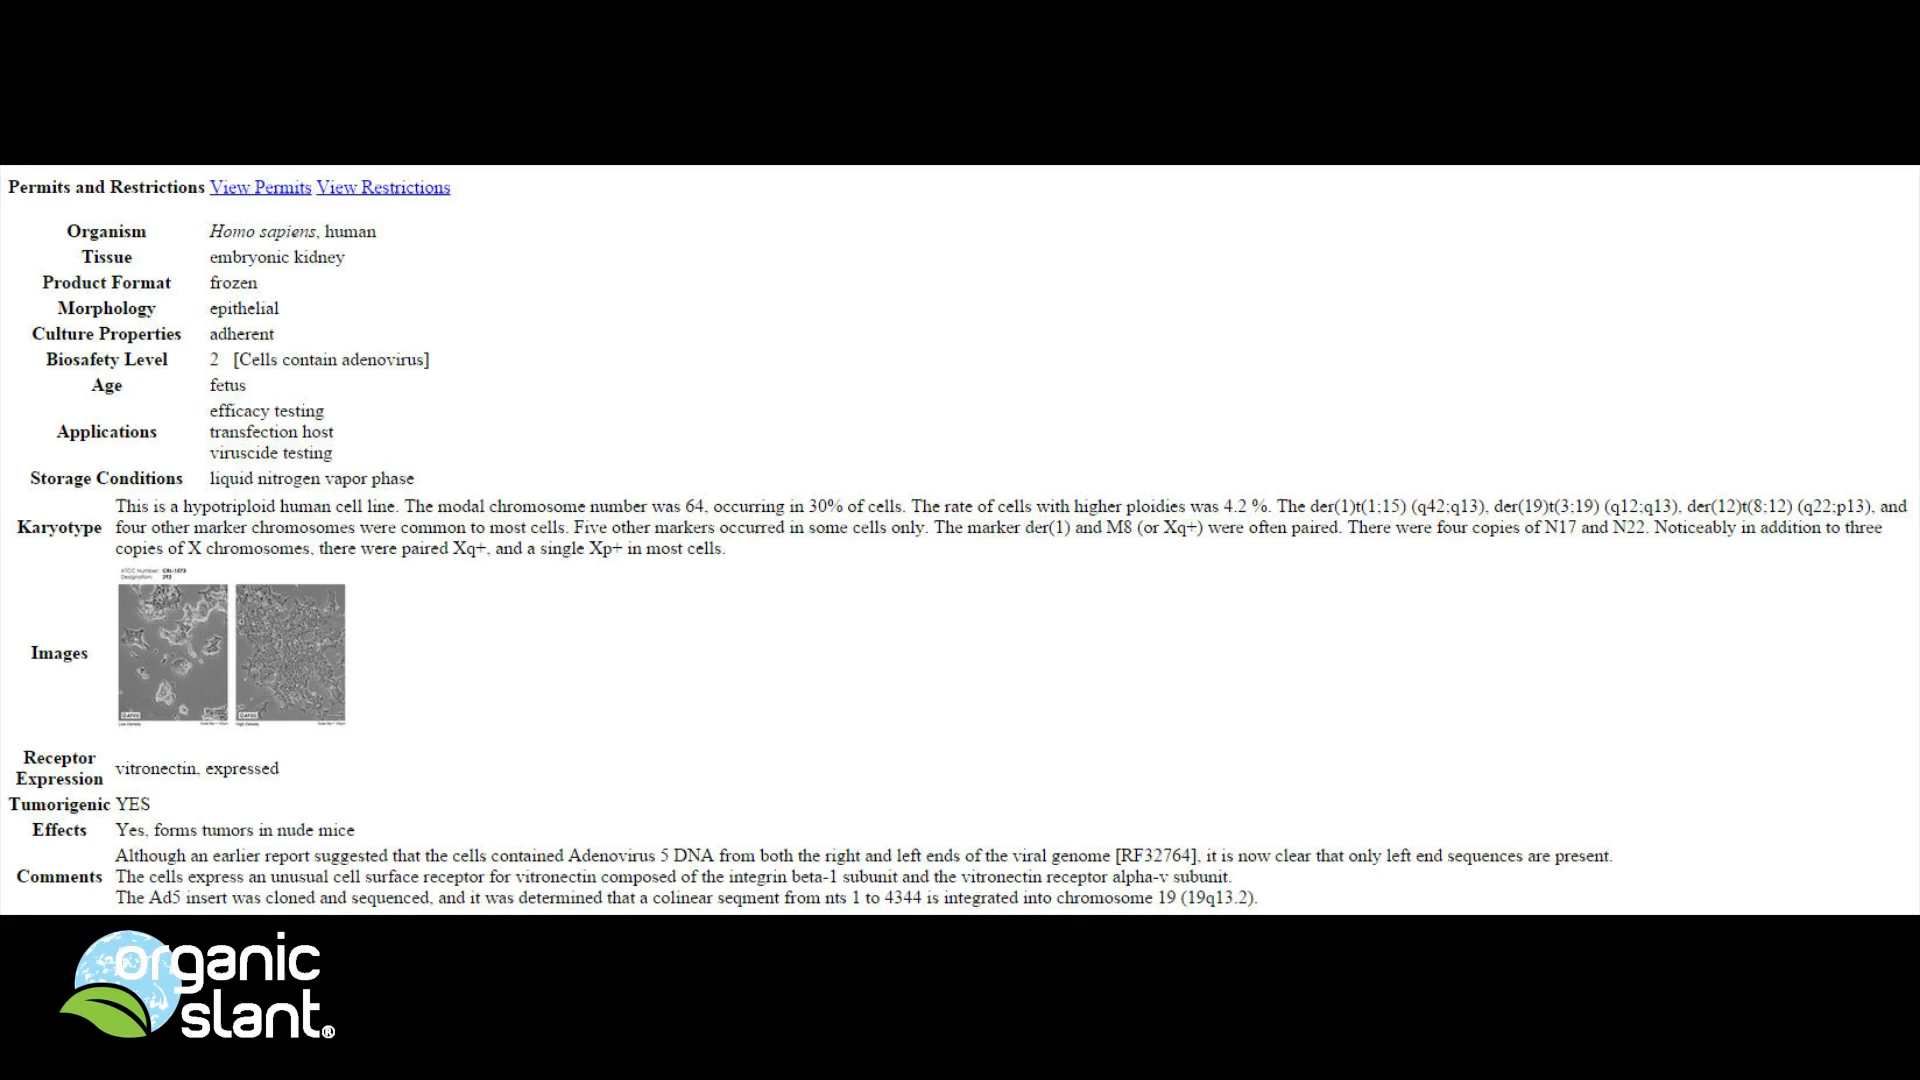 Permits and Restrictions View Permits View Restrictions
Organism Homo sapiens, human
Tissue embryonic kidney
Product Format frozen
Morphology epithelial
Culture Properties adherent
Biosafety Level 2 [Cells contain adenovirus]
Age fetus
efficacy testing
Applications transfection host
viruscide testing
Storage Conditions liquid nitrogen vapor phase
This is a hypotriploid human cell line. The modal chromosome number was 64, occurring in 30% of cells. The rate of cells with higher ploidies was 4.2 %. The der(1)t(1;15) (q42;q13), der(19)t(3;19) (q12;q13), der(12)t(8;12) (q22;p13), and
Karyotype four other marker chromosomes were common to most cells. Five other markers occurred in some cells only. The marker der(1) and M8 (or Xq+) were often paired. There were four copies of N17 and N22. Noticeably in addition to three
copies of X chromosomes, there were paired Xq+, and a single Xp+ in most cells.
ATCC Number: CRL-1573
Designation: 293
Images
ATCC ATCC
Low Density High Density
Receptor
Expression vitronectin, expressed
Tumorigenic YES
Effects Yes, forms tumors in nude mice
Although an earlier report suggested that the cells contained Adenovirus 5 DNA from both the right and left ends of the viral genome [RF32764], it is now clear that only left end sequences are present.
Comments The cells express an unusual cell surface receptor for vitronectin composed of the integrin beta-1 subunit and the vitronectin receptor alpha-v subunit.
The Ad5 insert was cloned and sequenced, and it was determined that a colinear segment from nts 1 to 4344 is integrated into chromosome 19 (19q13.2).
organic
slant®